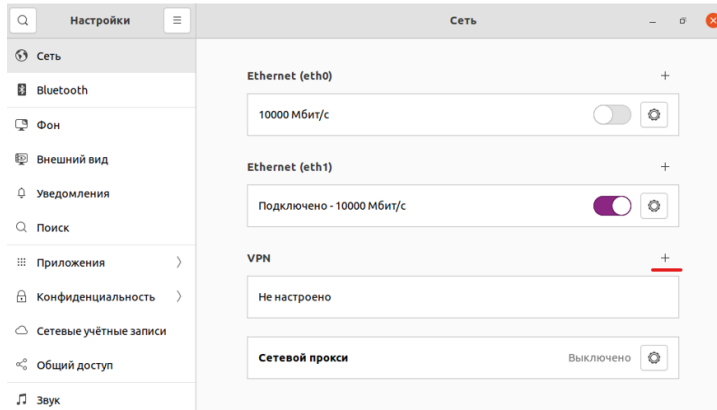 Настройки
Сеть
Сеть
Bluetooth
Фон
Внешний вид
Уведомления
Поиск
Приложения
Конфиденциальность
Сетевые учётные записи
Общий доступ
Звук
Ethernet (eth0)
10000 Мбит/с
Ethernet (eth1)
Подключено - 10000 Мбит/с
VPN
Не настроено
Сетевой прокси
Выключено